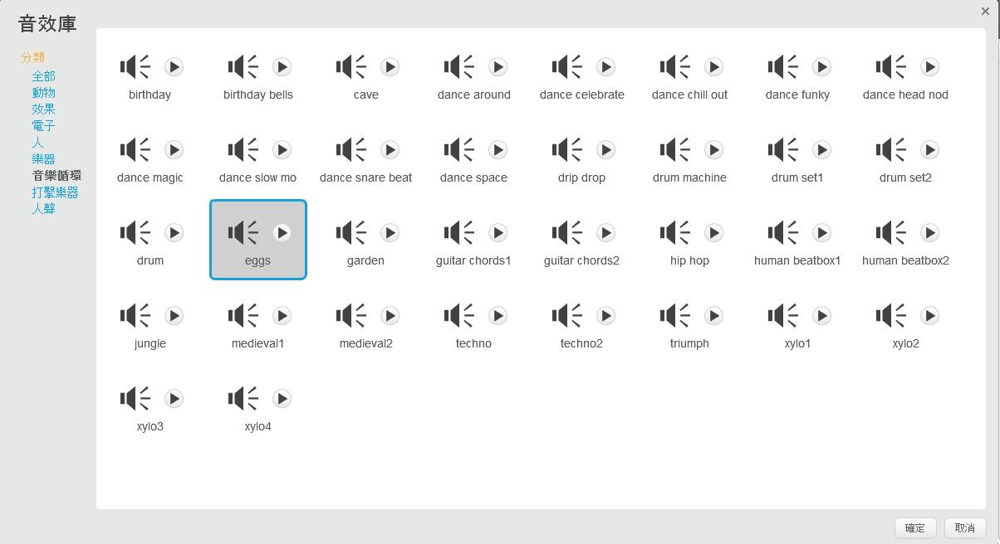 音效庫
分類
全部
動物
效果
電子
人
樂器
音樂循環
打擊樂器
人聲
birthday birthday bells cave dance around dance celebrate dance chill out dance funky dance head nod
dance magic dance slow mo dance snare beat dance space drip drop drum machine drum set1 drum set2
drum eggs garden guitar chords1 guitar chords2 hip hop human beatbox1 human beatbox2
jungle medieval1 medieval2 techno techno2 triumph xylo1 xylo2
xylo3 xylo4
確定 取消